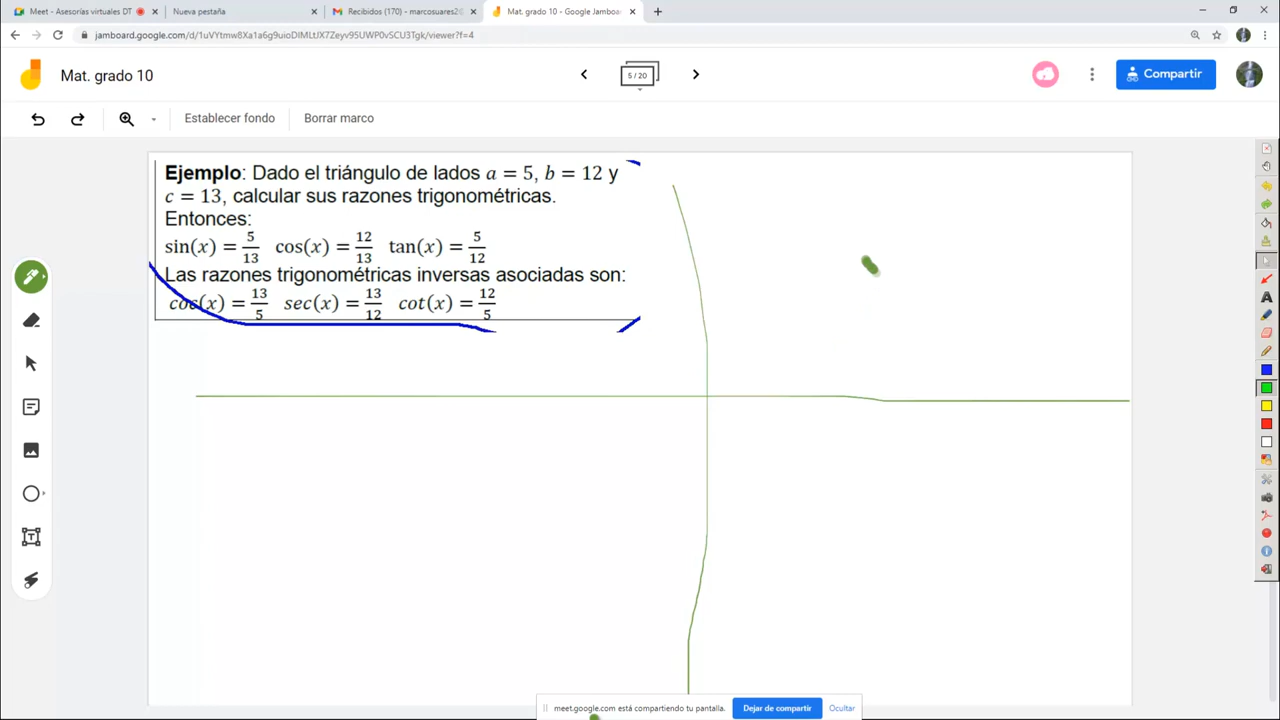 Meet - Asesorías virtuales DT
Nueva pestaña
Recibidos (170) - marcosuares2@
Mat. grado 10 - Google Jamboa
jamboard.google.com/d/1uVYtmw8Xa1a6g9uioDIMLtJX7Zeyv95UWP0vSCU3Tgk/viewer?f=4
Mat. grado 10
5 / 20
Compartir
Establecer fondo
Borrar marco
Ejemplo: Dado el triángulo de lados a = 5, b = 12 y
c = 13, calcular sus razones trigonométricas.
Entonces:
sin(x) = 5/13 cos(x) = 12/13 tan(x) = 5/12
Las razones trigonométricas inversas asociadas son:
coc(x) = 13/5 sec(x) = 13/12 cot(x) = 12/5
meet.google.com está compartiendo tu pantalla.
Dejar de compartir
Ocultar